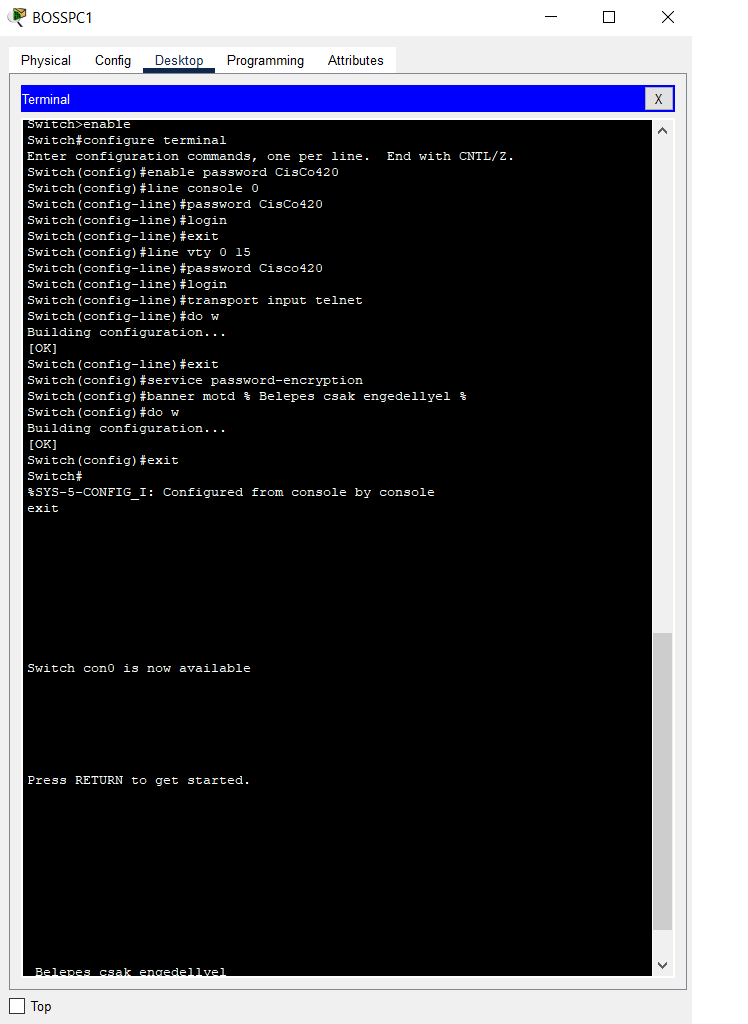 BOSSPC1
Physical Config Desktop Programming Attributes
Terminal X
Switch>enable
Switch#configure terminal
Enter configuration commands, one per line.  End with CNTL/Z.
Switch(config)#enable password CisCo420
Switch(config)#line console 0
Switch(config-line)#password CisCo420
Switch(config-line)#login
Switch(config-line)#exit
Switch(config)#line vty 0 15
Switch(config-line)#password Cisco420
Switch(config-line)#login
Switch(config-line)#transport input telnet
Switch(config-line)#do w
Building configuration...
[OK]
Switch(config-line)#exit
Switch(config)#service password-encryption
Switch(config)#banner motd % Belepes csak engedellyel %
Switch(config)#do w
Building configuration...
[OK]
Switch(config)#exit
Switch#
%SYS-5-CONFIG_I: Configured from console by console
exit
Switch con0 is now available
Press RETURN to get started.
Belepes csak engedellyel
Top